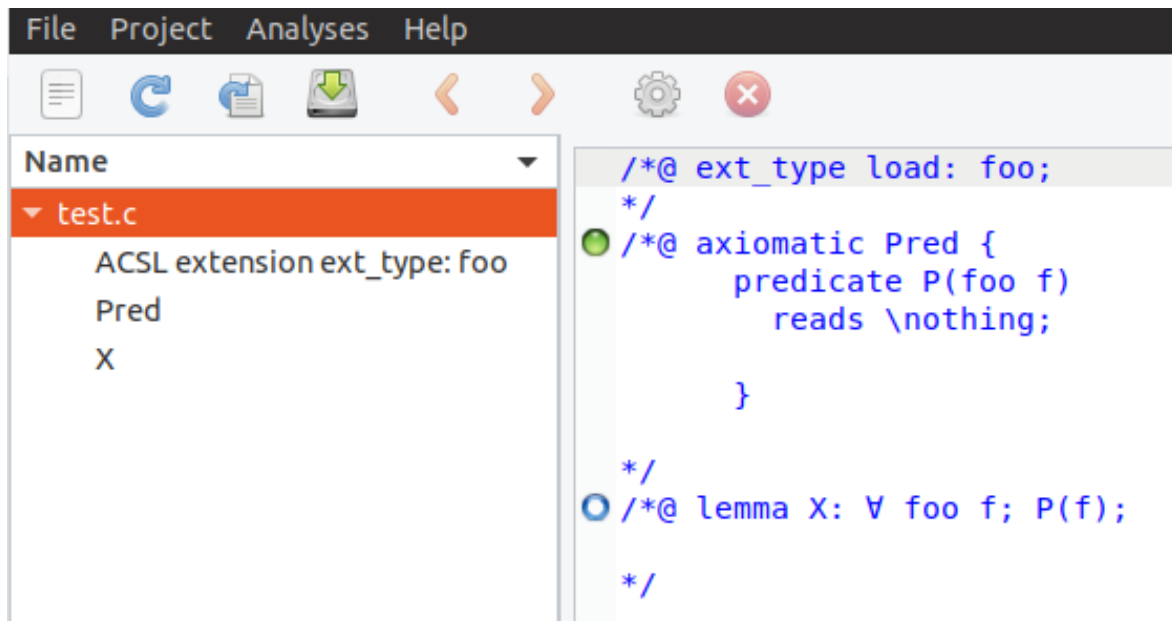 File Project Analyses Help
Name
test.c
ACSL extension ext_type: foo
Pred
X
/*@ ext_type load: foo;
*/
/*@ axiomatic Pred {
predicate P(foo f)
reads \nothing;
}
*/
/*@ lemma X: ∀ foo f; P(f);
*/